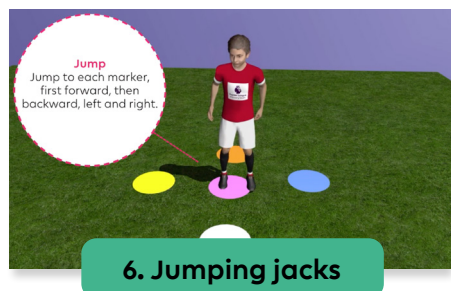 Jump
Jump to each marker,
first forward, then
backward, left and right.
6. Jumping jacks